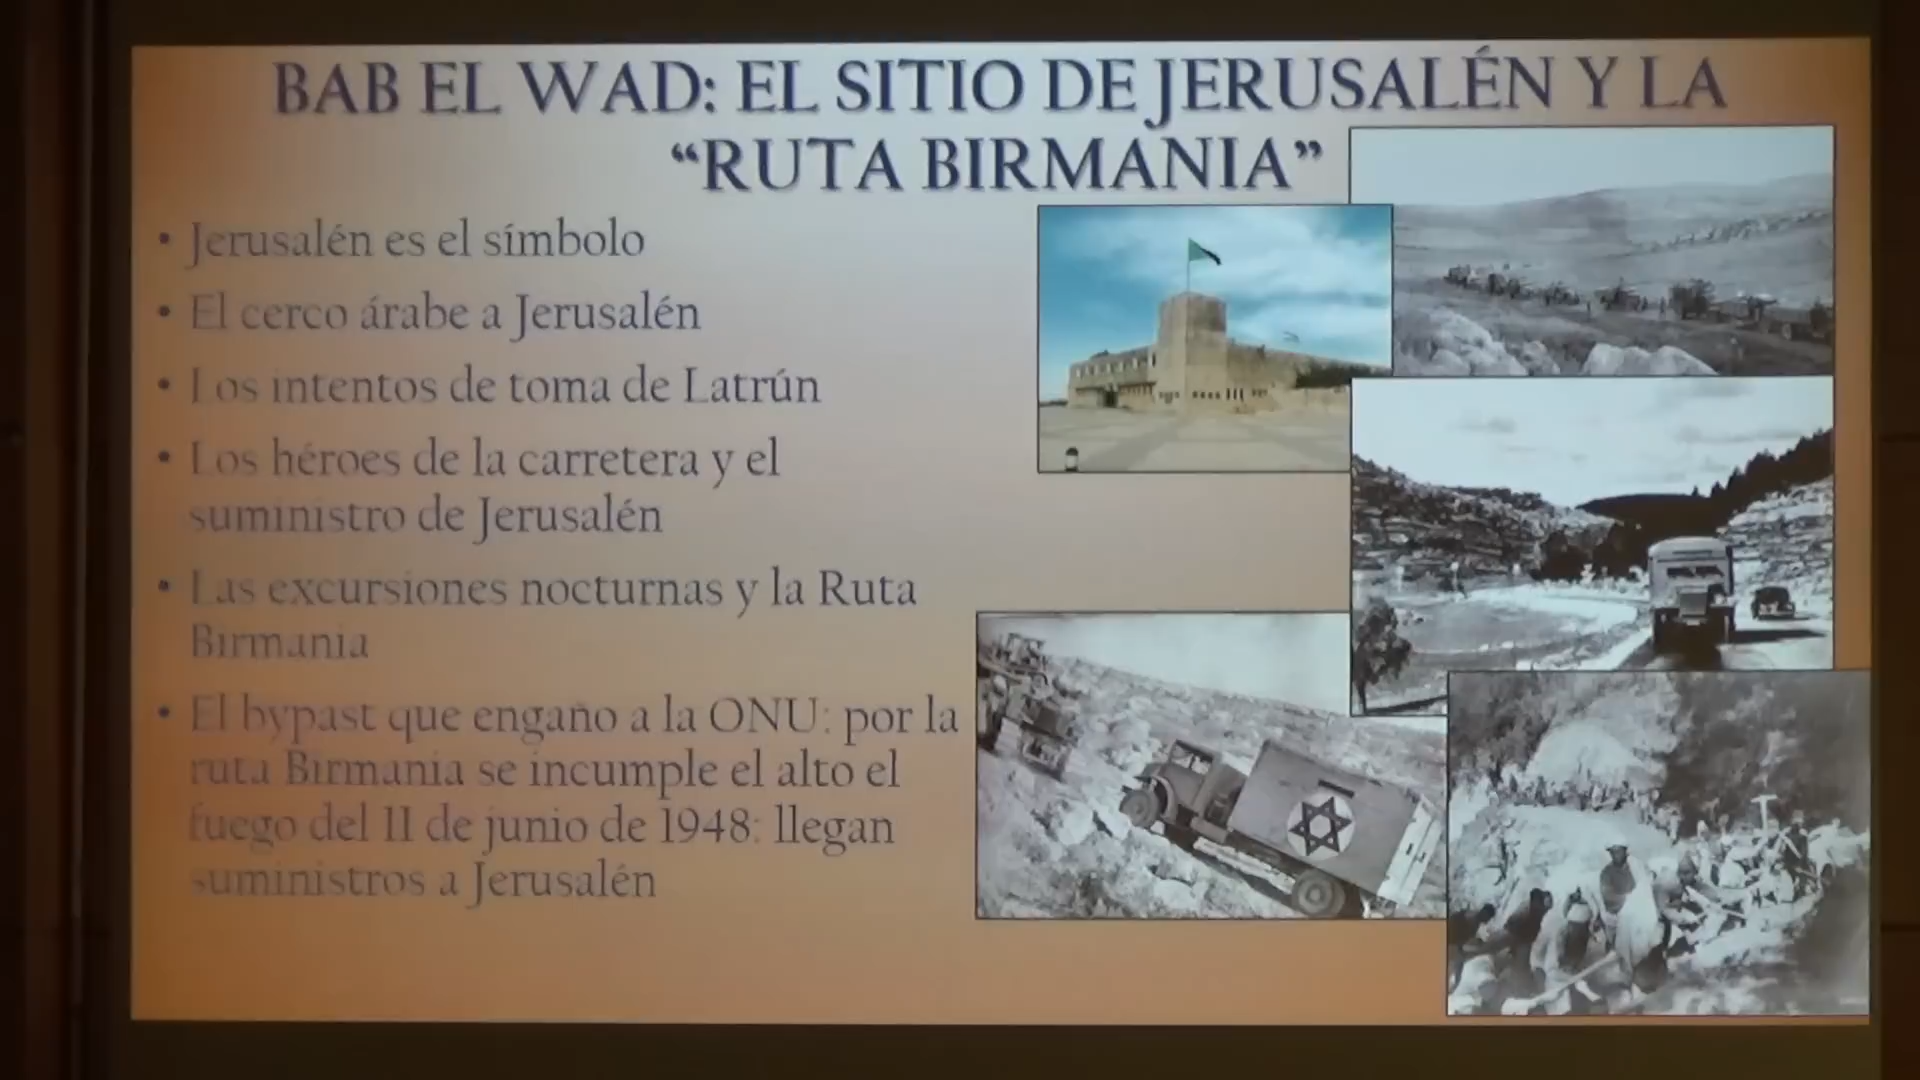 BAB EL WAD: EL SITIO DE JERUSALÉN Y LA
“RUTA BIRMANIA”
• Jerusalén es el símbolo
• El cerco árabe a Jerusalén
• Los intentos de toma de Latrún
• Los héroes de la carretera y el
suministro de Jerusalén
• Las excursiones nocturnas y la Ruta
Birmania
• El bypast que engaño a la ONU: por la
ruta Birmania se incumple el alto el
fuego del 11 de junio de 1948: llegan
suministros a Jerusalén